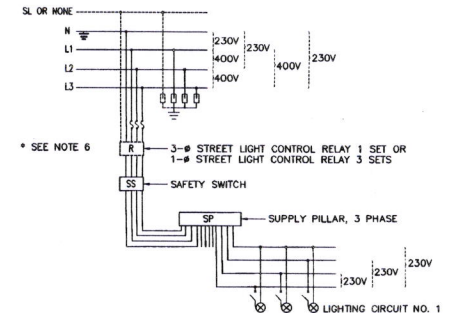 SL OR NONE
N
L1
L2
L3
230V
400V
400V
230V
400V
230V
* SEE NOTE 6
R
3-ø STREET LIGHT CONTROL RELAY 1 SET OR
1-ø STREET LIGHT CONTROL RELAY 3 SETS
SS
SAFETY SWITCH
SP
SUPPLY PILLAR, 3 PHASE
230V
230V
230V
LIGHTING CIRCUIT NO. 1